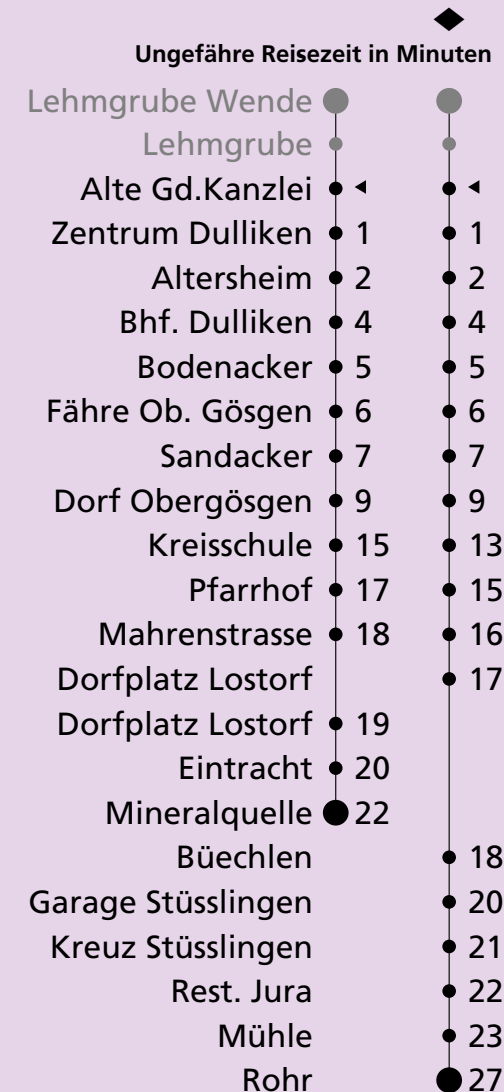 Ungefähre Reisezeit in Minuten
Lehmgrube Wende
Lehmgrube
Alte Gd.Kanzlei
Zentrum Dulliken 1 1
Altersheim 2 2
Bhf. Dulliken 4 4
Bodenacker 5 5
Fähre Ob. Gösgen 6 6
Sandacker 7 7
Dorf Obergösgen 9 9
Kreisschule 15 13
Pfarrhof 17 15
Mahrenstrasse 18 16
Dorfplatz Lostorf 17
Dorfplatz Lostorf 19
Eintracht 20
Mineralquelle 22
Büechlen 18
Garage Stüsslingen 20
Kreuz Stüsslingen 21
Rest. Jura 22
Mühle 23
Rohr 27